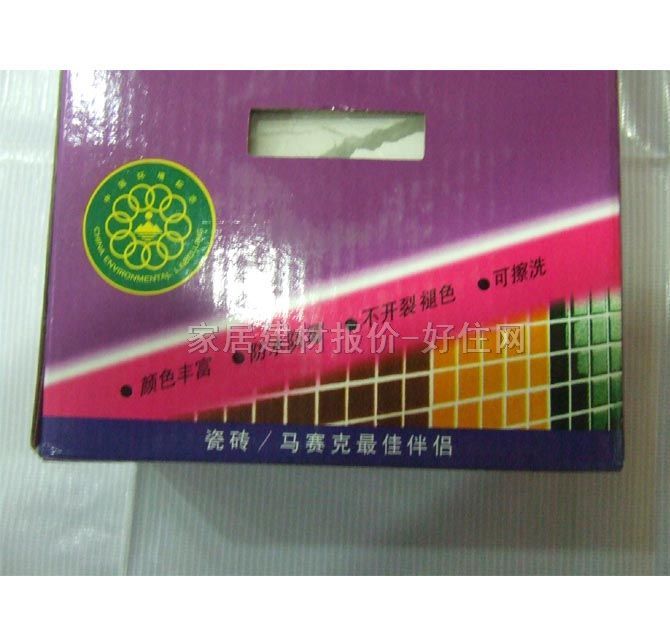 中国环境标志
CHINA ENVIRONMENTAL LABELLING
● 可擦洗
● 不开裂褪色
● 颜色丰富
家居建材报价-好住网
瓷砖/马赛克最佳伴侣